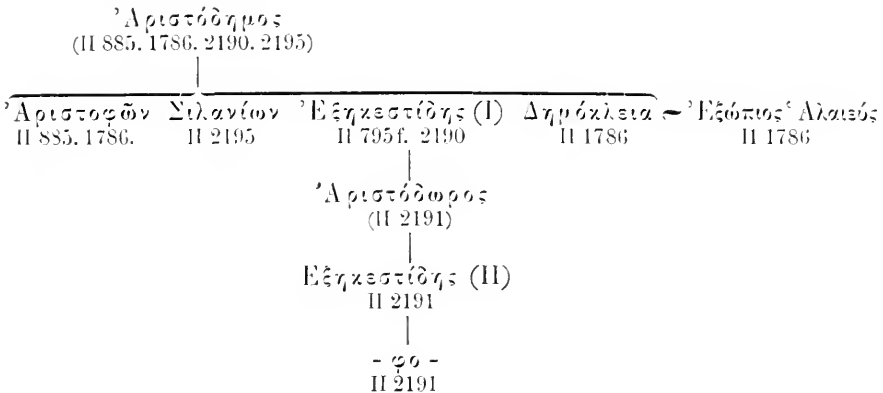 Ἀριστόδημος
(II 885. 1786. 2190. 2195)
Ἀριστοφῶν Σιλανίων Ἐξηκεστίδης (I) Δημόκλεια ~ Ἐξώπιος Ἁλαιεύς
II 885. 1786. II 2195 II 795f. 2190 II 1786 II 1786
Ἀριστόδωρος
(II 2191)
Ἐξηκεστίδης (II)
II 2191
- φο -
II 2191